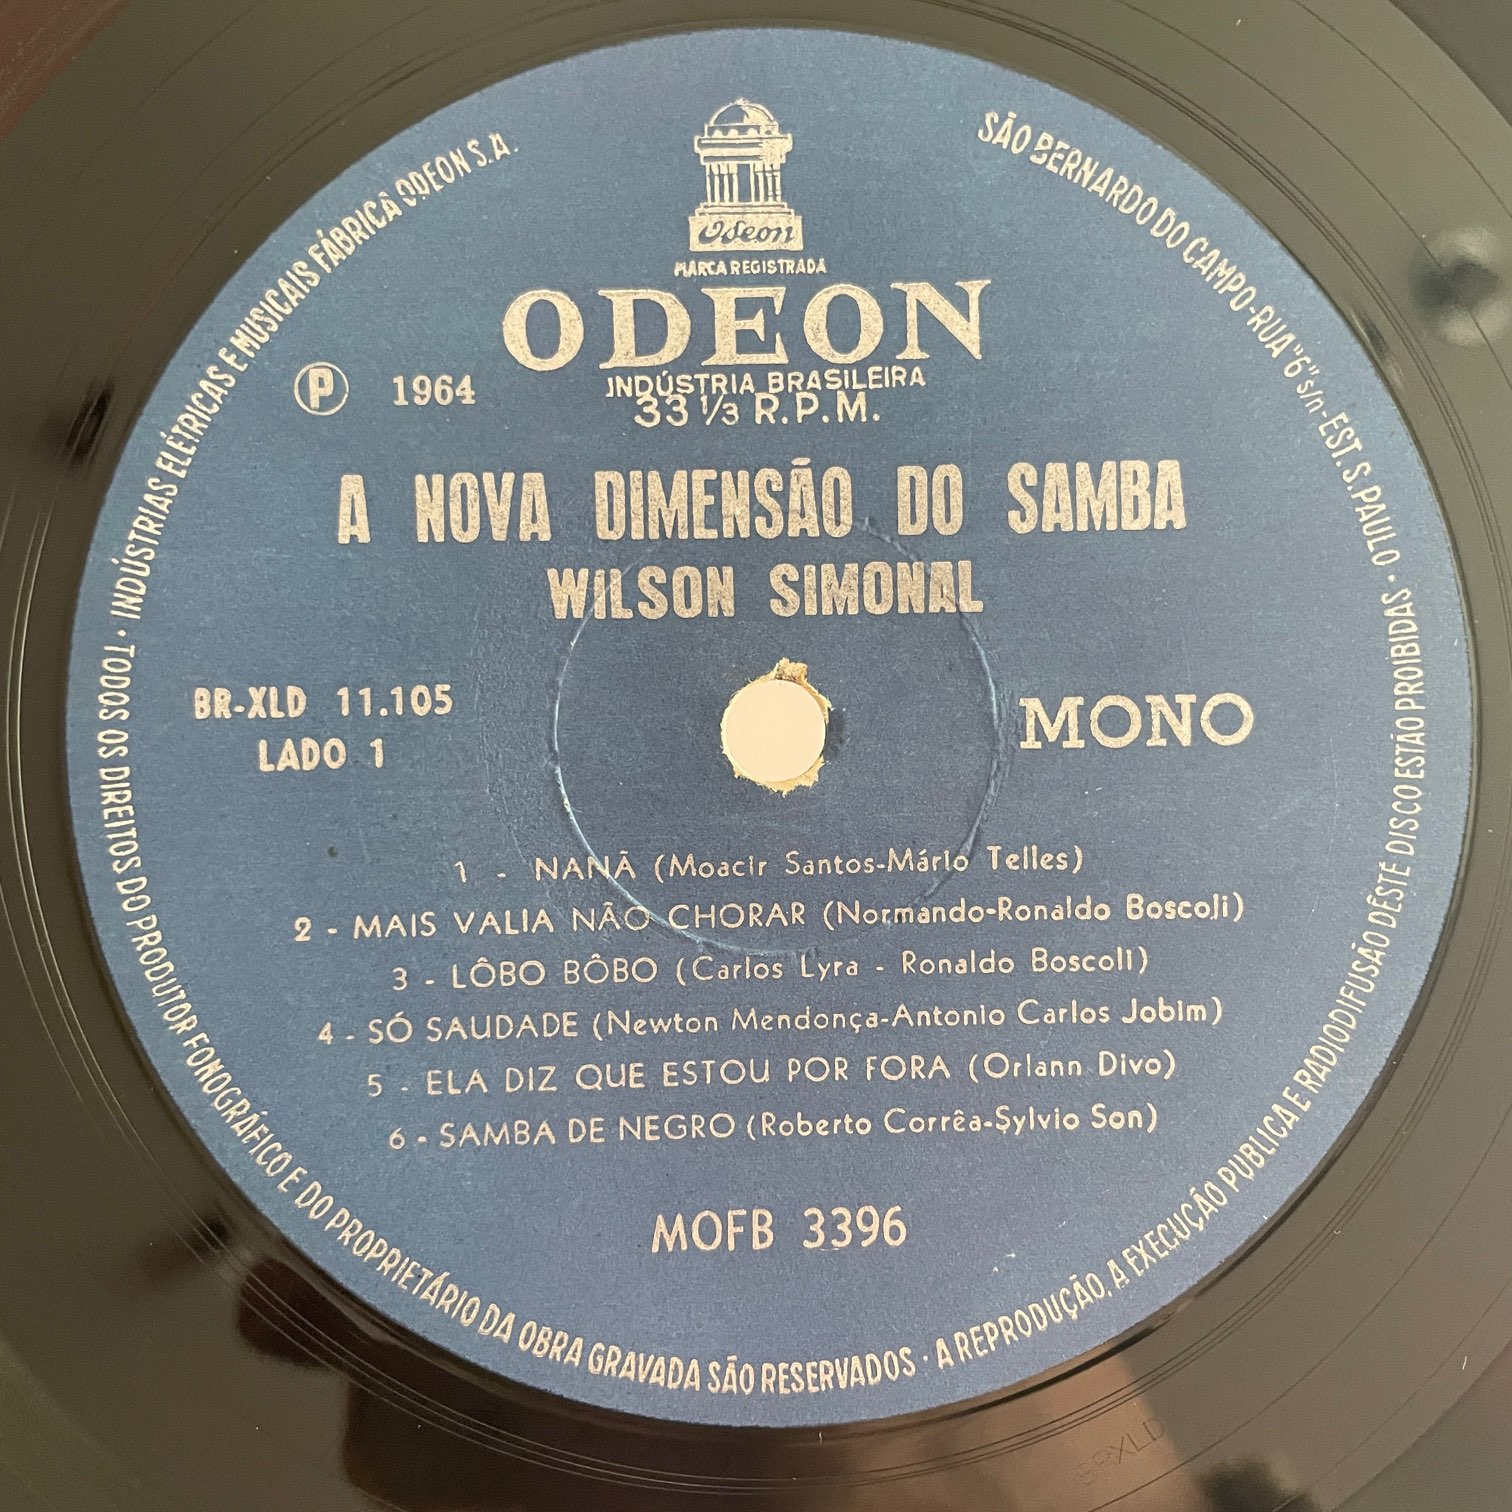 Odeon
MARCA REGISTRADA
ODEON
INDÚSTRIA BRASILEIRA
33 1/3 R.P.M.
℗ 1964
A NOVA DIMENSÃO DO SAMBA
WILSON SIMONAL
BR-XLD 11.105
LADO 1
MONO
1 - NANÃ (Moacir Santos-Mário Telles)
2 - MAIS VALIA NÃO CHORAR (Normando-Ronaldo Boscoli)
3 - LÔBO BÔBO (Carlos Lyra - Ronaldo Boscoli)
4 - SÓ SAUDADE (Newton Mendonça-Antonio Carlos Jobim)
5 - ELA DIZ QUE ESTOU POR FORA (Orlann Divo)
6 - SAMBA DE NEGRO (Roberto Corrêa-Sylvio Son)
MOFB 3396
· INDÚSTRIAS ELÉTRICAS E MUSICAIS FÁBRICA ODEON S.A.
SÃO BERNARDO DO CAMPO-RUA "6" s/n-EST. S. PAULO ·
TODOS OS DIREITOS DO PRODUTOR FONOGRÁFICO E DO PROPRIETÁRIO DA OBRA GRAVADA SÃO RESERVADOS · A REPRODUÇÃO, A EXECUÇÃO PUBLICA E RADIODIFUSÃO DÊSTE DISCO ESTÃO PROIBIDAS ·